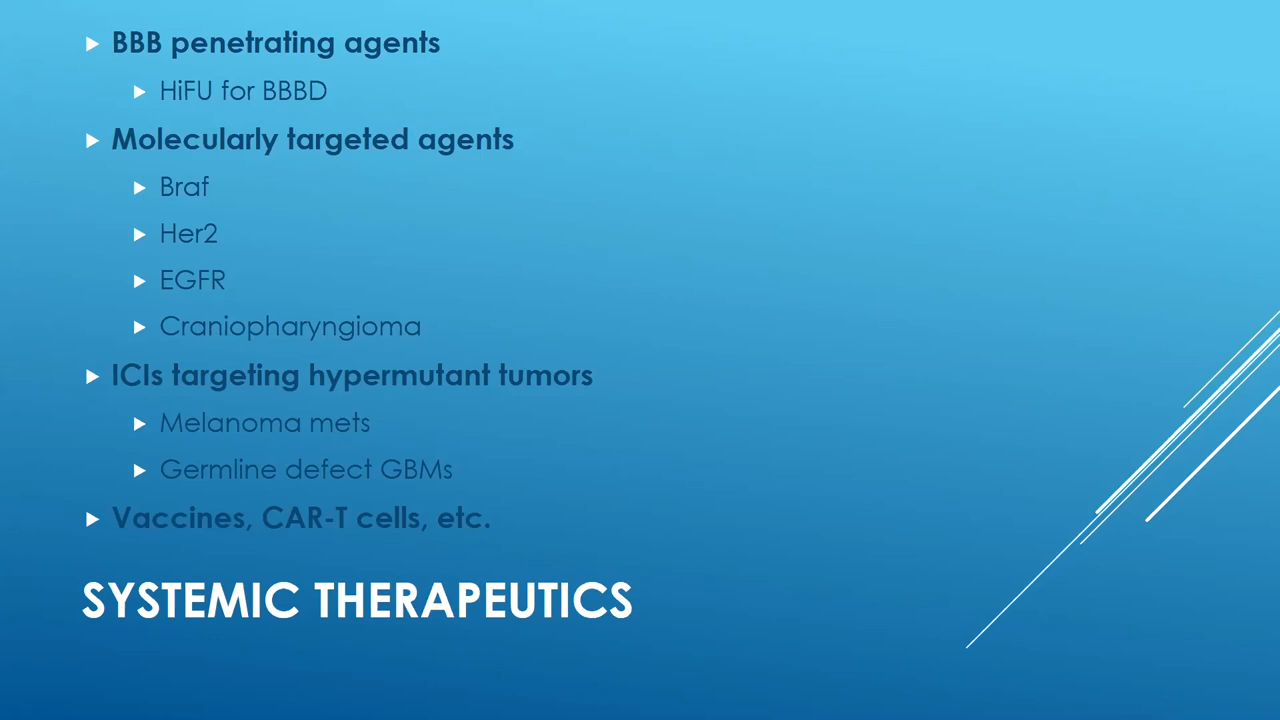 BBB penetrating agents
HiFU for BBBD
Molecularly targeted agents
Braf
Her2
EGFR
Craniopharyngioma
ICIs targeting hypermutant tumors
Melanoma mets
Germline defect GBMs
Vaccines, CAR-T cells, etc.
SYSTEMIC THERAPEUTICS